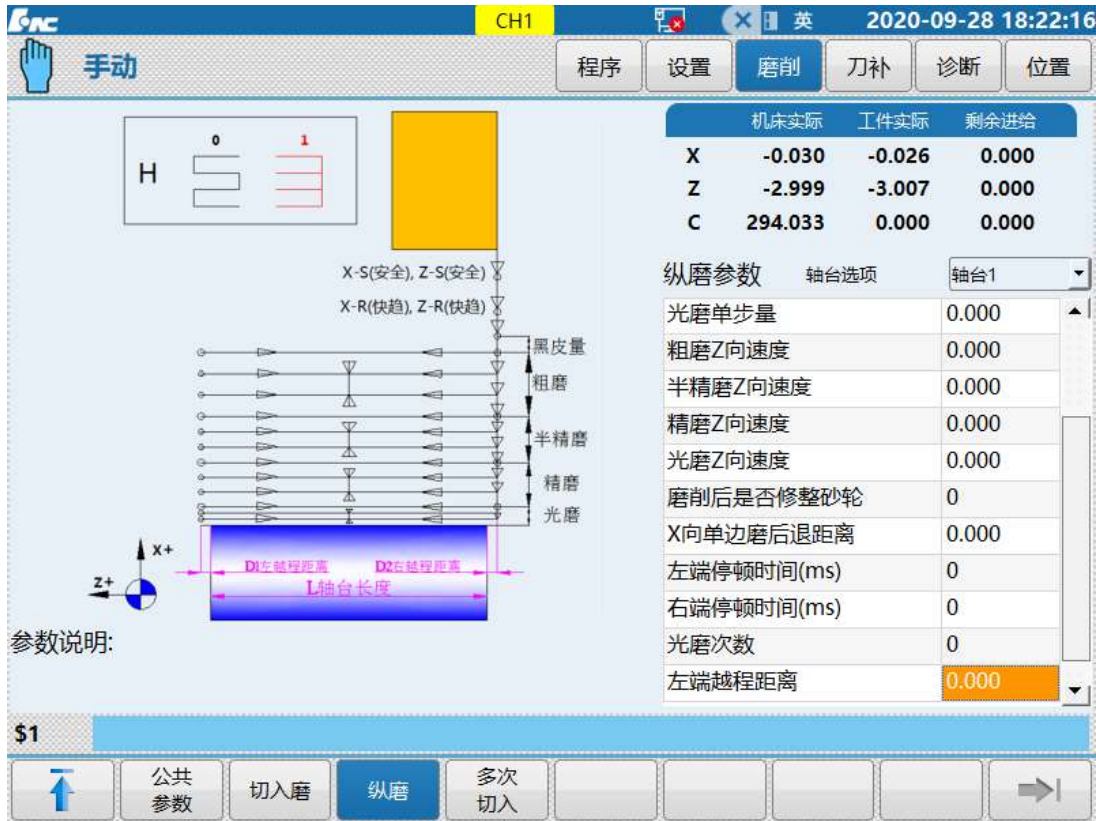 CNC CH1 英 2020-09-28 18:22:16
手动 程序 设置 磨削 刀补 诊断 位置
机床实际 工件实际 剩余进给
X -0.030 -0.026 0.000
Z -2.999 -3.007 0.000
C 294.033 0.000 0.000
0 1
H
X-S(安全), Z-S(安全)
X-R(快趋), Z-R(快趋)
黑皮量
粗磨
半精磨
精磨
光磨
X+
Z+
D1左越程距离 D2右越程距离
L轴台长度
参数说明:
纵磨参数 轴台选项 轴台1
光磨单步量 0.000
粗磨Z向速度 0.000
半精磨Z向速度 0.000
精磨Z向速度 0.000
光磨Z向速度 0.000
磨削后是否修整砂轮 0
X向单边磨后退距离 0.000
左端停顿时间(ms) 0
右端停顿时间(ms) 0
光磨次数 0
左端越程距离 0.000
$1
公共
参数
切入磨
纵磨
多次
切入